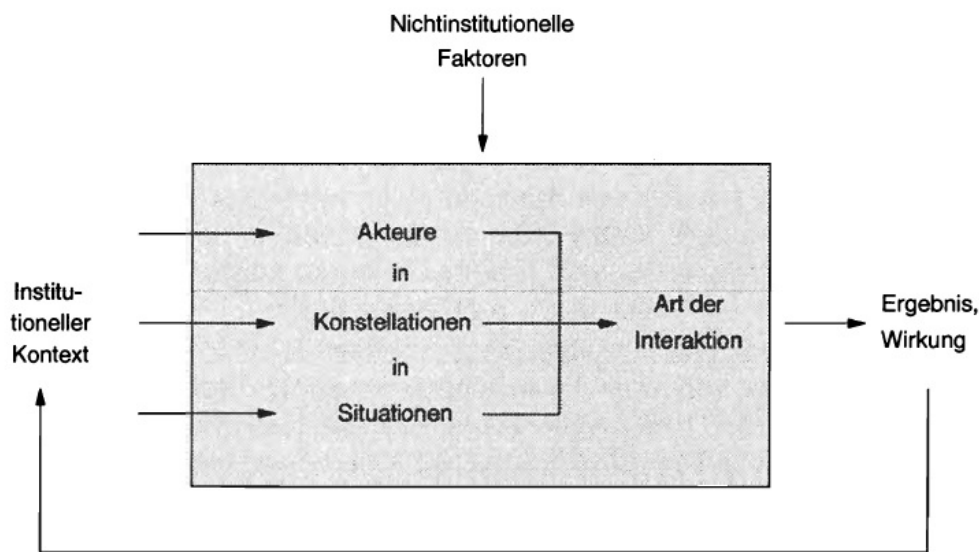 Nichtinstitutionelle
Faktoren
Akteure
in
Institu-
tioneller
Kontext
Konstellationen
in
Situationen
Art der
Interaktion
Ergebnis,
Wirkung